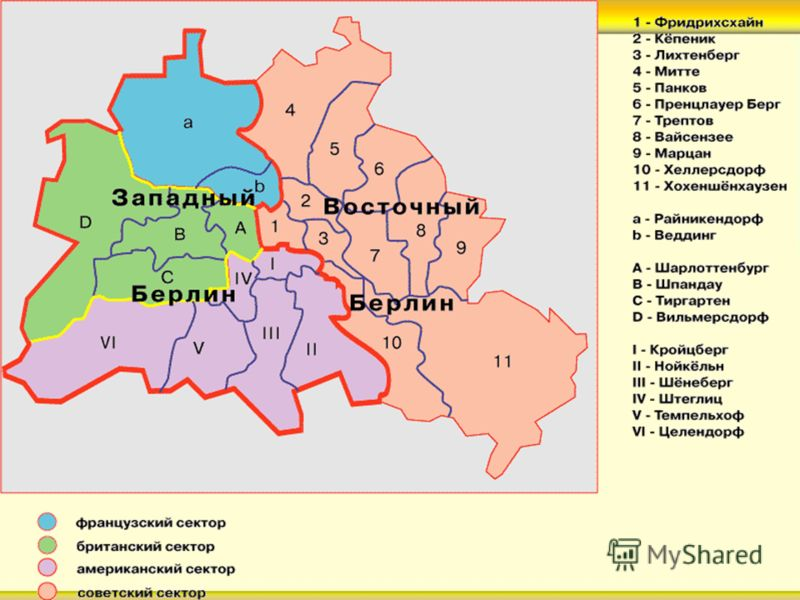 a
b
4
5
6
2
1
3
7
8
9
10
11
D
B
A
C
I
IV
III
II
V
VI
Западный
Берлин
Восточный
Берлин
1 - Фридрихсхайн
2 - Кёпеник
3 - Лихтенберг
4 - Митте
5 - Панков
6 - Пренцлауер Берг
7 - Трептов
8 - Вайсензее
9 - Марцан
10 - Хеллерсдорф
11 - Хохеншёнхаузен
a - Райникендорф
b - Веддинг
A - Шарлоттенбург
B - Шпандау
C - Тиргартен
D - Вильмерсдорф
I - Кройцберг
II - Нойкёльн
III - Шёнеберг
IV - Штеглиц
V - Темпельхоф
VI - Целендорф
французский сектор
британский сектор
американский сектор
советский сектор
MyShared